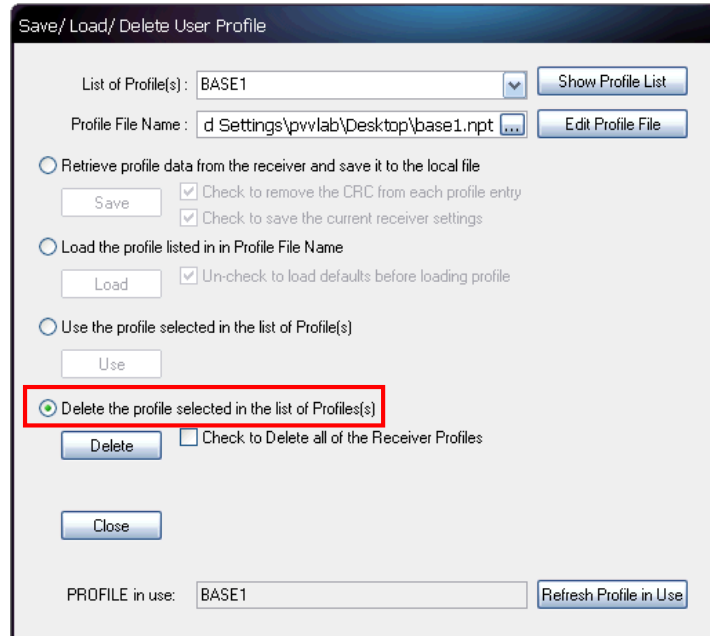 Save/ Load/ Delete User Profile
List of Profile(s) : BASE1 Show Profile List
Profile File Name : d Settings\pvvlab\Desktop\base1.npt ... Edit Profile File
Retrieve profile data from the receiver and save it to the local file
Save Check to remove the CRC from each profile entry
Check to save the current receiver settings
Load the profile listed in in Profile File Name
Load Un-check to load defaults before loading profile
Use the profile selected in the list of Profile(s)
Use
Delete the profile selected in the list of Profiles(s)
Delete Check to Delete all of the Receiver Profiles
Close
PROFILE in use: BASE1 Refresh Profile in Use